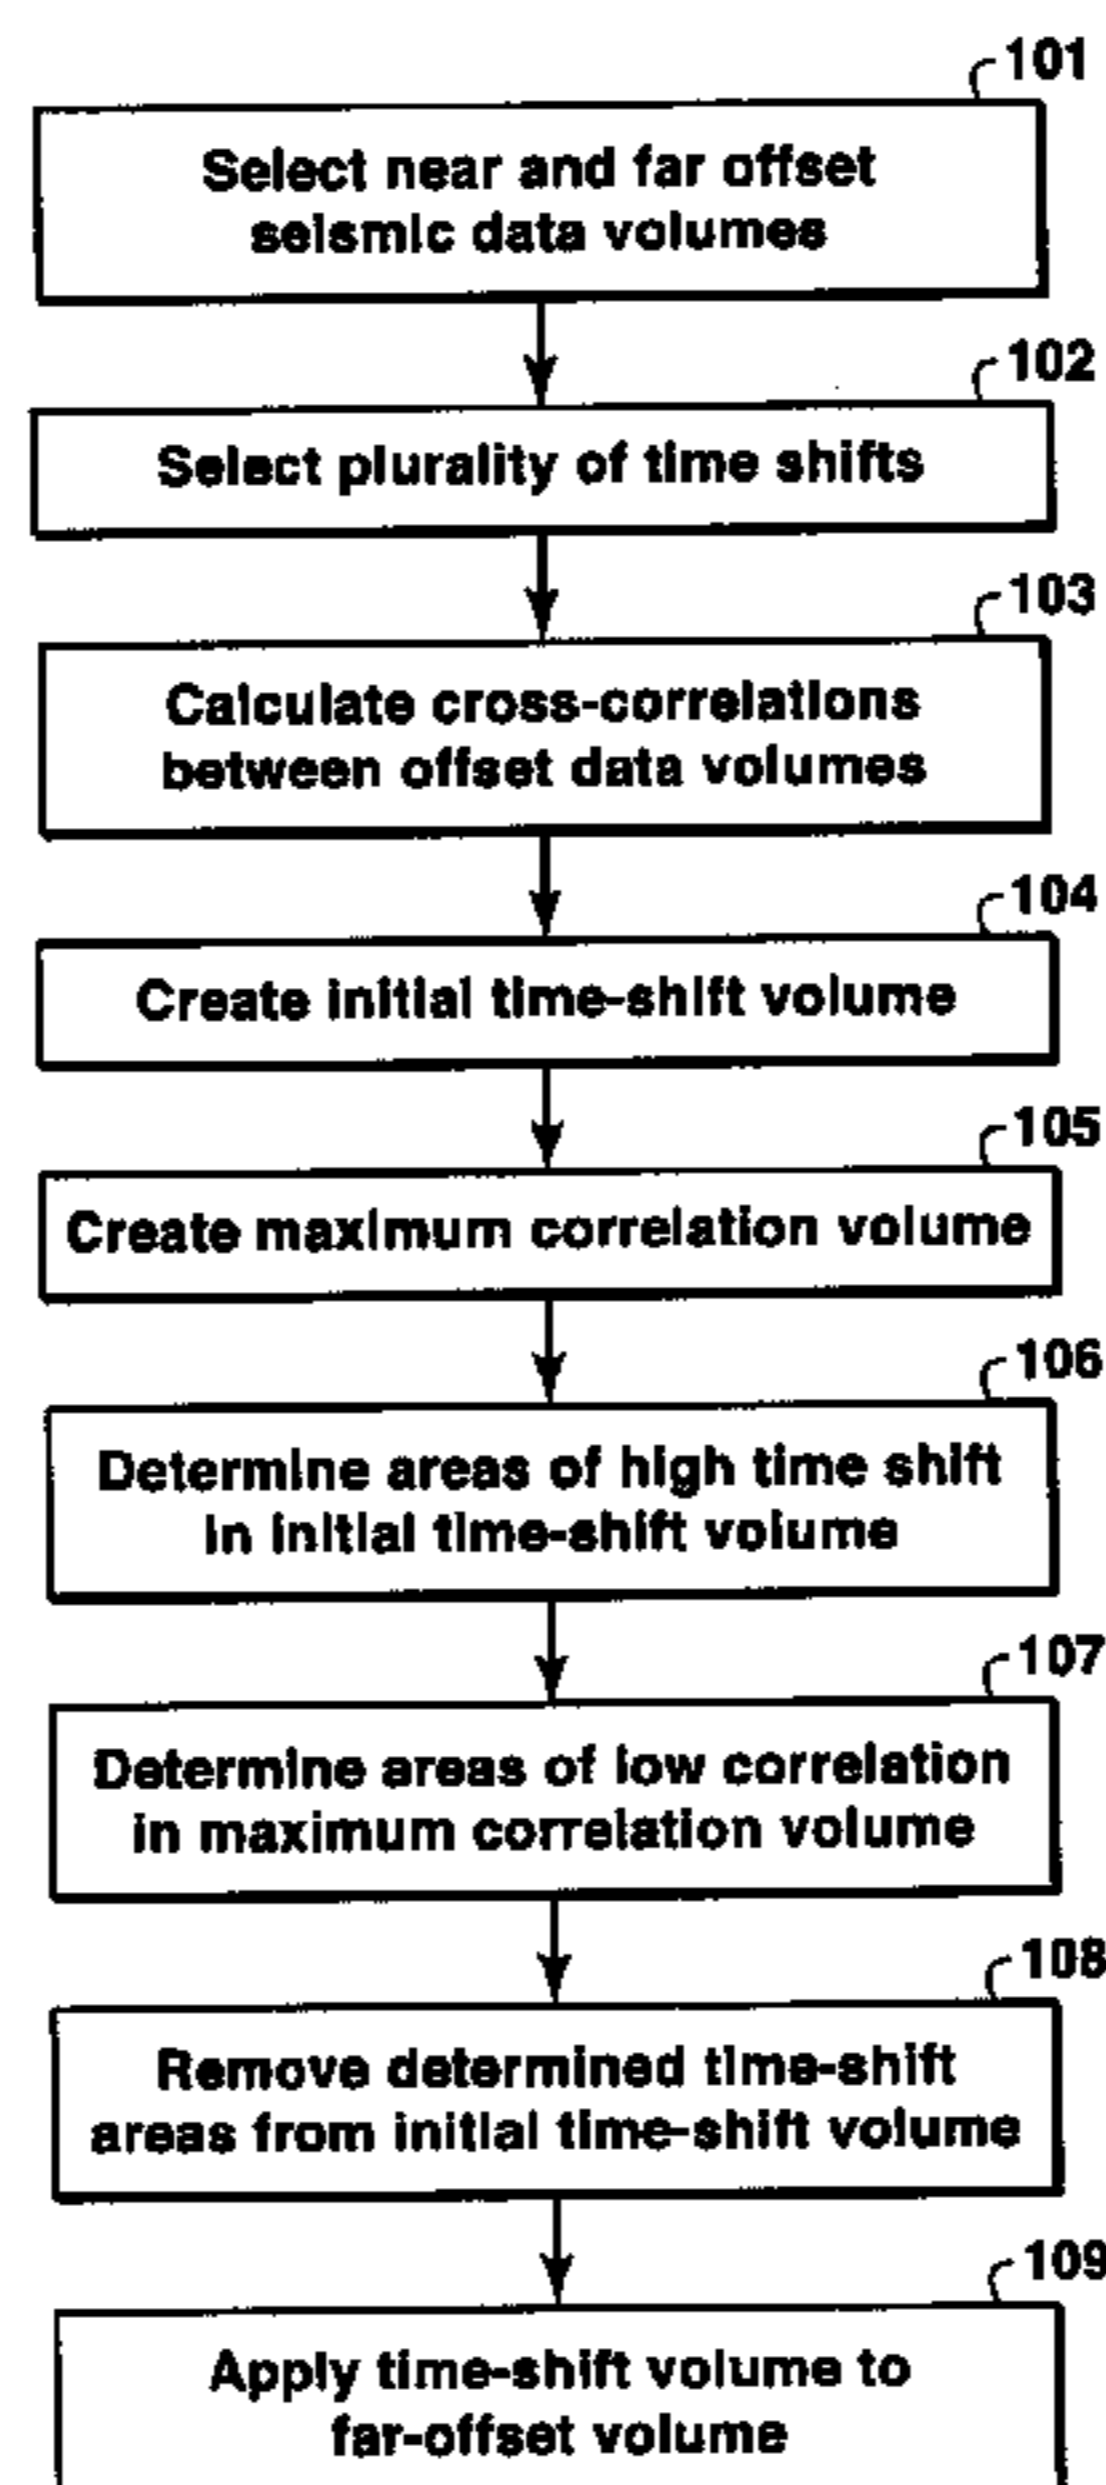 101
Select near and far offset
seismic data volumes
102
Select plurality of time shifts
103
Calculate cross-correlations
between offset data volumes
104
Create initial time-shift volume
105
Create maximum correlation volume
106
Determine areas of high time shift
in initial time-shift volume
107
Determine areas of low correlation
in maximum correlation volume
108
Remove determined time-shift
areas from initial time-shift volume
109
Apply time-shift volume to
far-offset volume